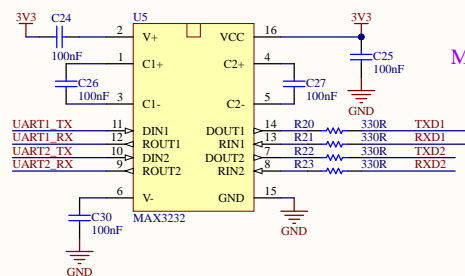 C24
U5
3V3
3V3
2
V+
VCC
16
100nF
1
C1+
C2+
4
C25
100nF
C26
100nF
C27
100nF
3
C1-
C2-
5
GND
UART1_TX
11
DIN1
DOUT1
14
R20
330R
TXD1
UART1_RX
12
ROUT1
RIN1
13
R21
330R
RXD1
UART2_TX
10
DIN2
DOUT2
7
R22
330R
TXD2
UART2_RX
9
ROUT2
RIN2
8
R23
330R
RXD2
6
V-
GND
15
C30
100nF
MAX3232
GND
GND